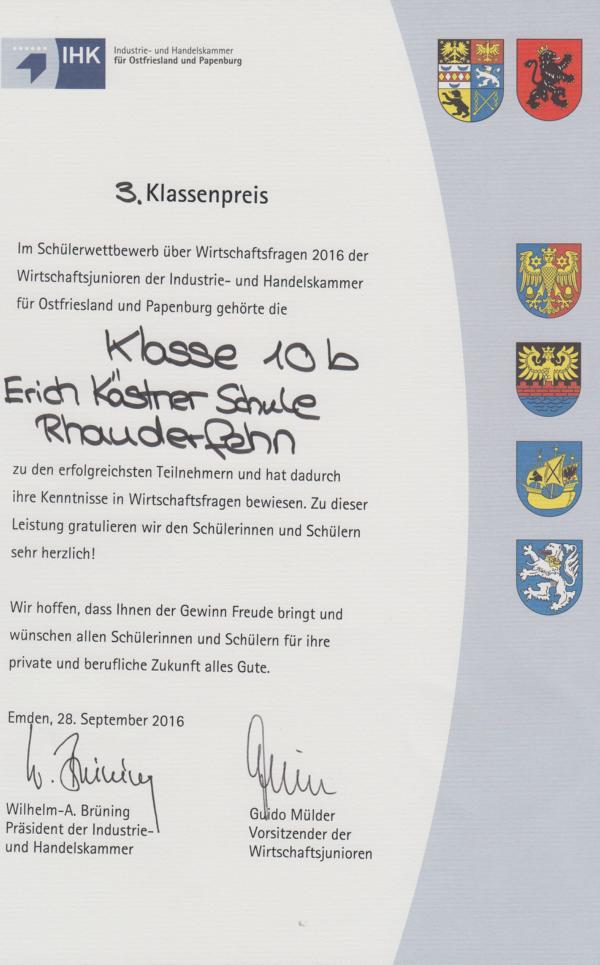 IHK
Industrie- und Handelskammer
für Ostfriesland und Papenburg
3. Klassenpreis
Im Schülerwettbewerb über Wirtschaftsfragen 2016 der
Wirtschaftsjunioren der Industrie- und Handelskammer
für Ostfriesland und Papenburg gehörte die
Klasse 10 b
Erich Kästner Schule
Rhauderfehn
zu den erfolgreichsten Teilnehmern und hat dadurch
ihre Kenntnisse in Wirtschaftsfragen bewiesen. Zu dieser
Leistung gratulieren wir den Schülerinnen und Schülern
sehr herzlich!
Wir hoffen, dass Ihnen der Gewinn Freude bringt und
wünschen allen Schülerinnen und Schülern für ihre
private und berufliche Zukunft alles Gute.
Emden, 28. September 2016
W. Brüning
Wilhelm-A. Brüning
Präsident der Industrie-
und Handelskammer
Guido Mülder
Vorsitzender der
Wirtschaftsjunioren